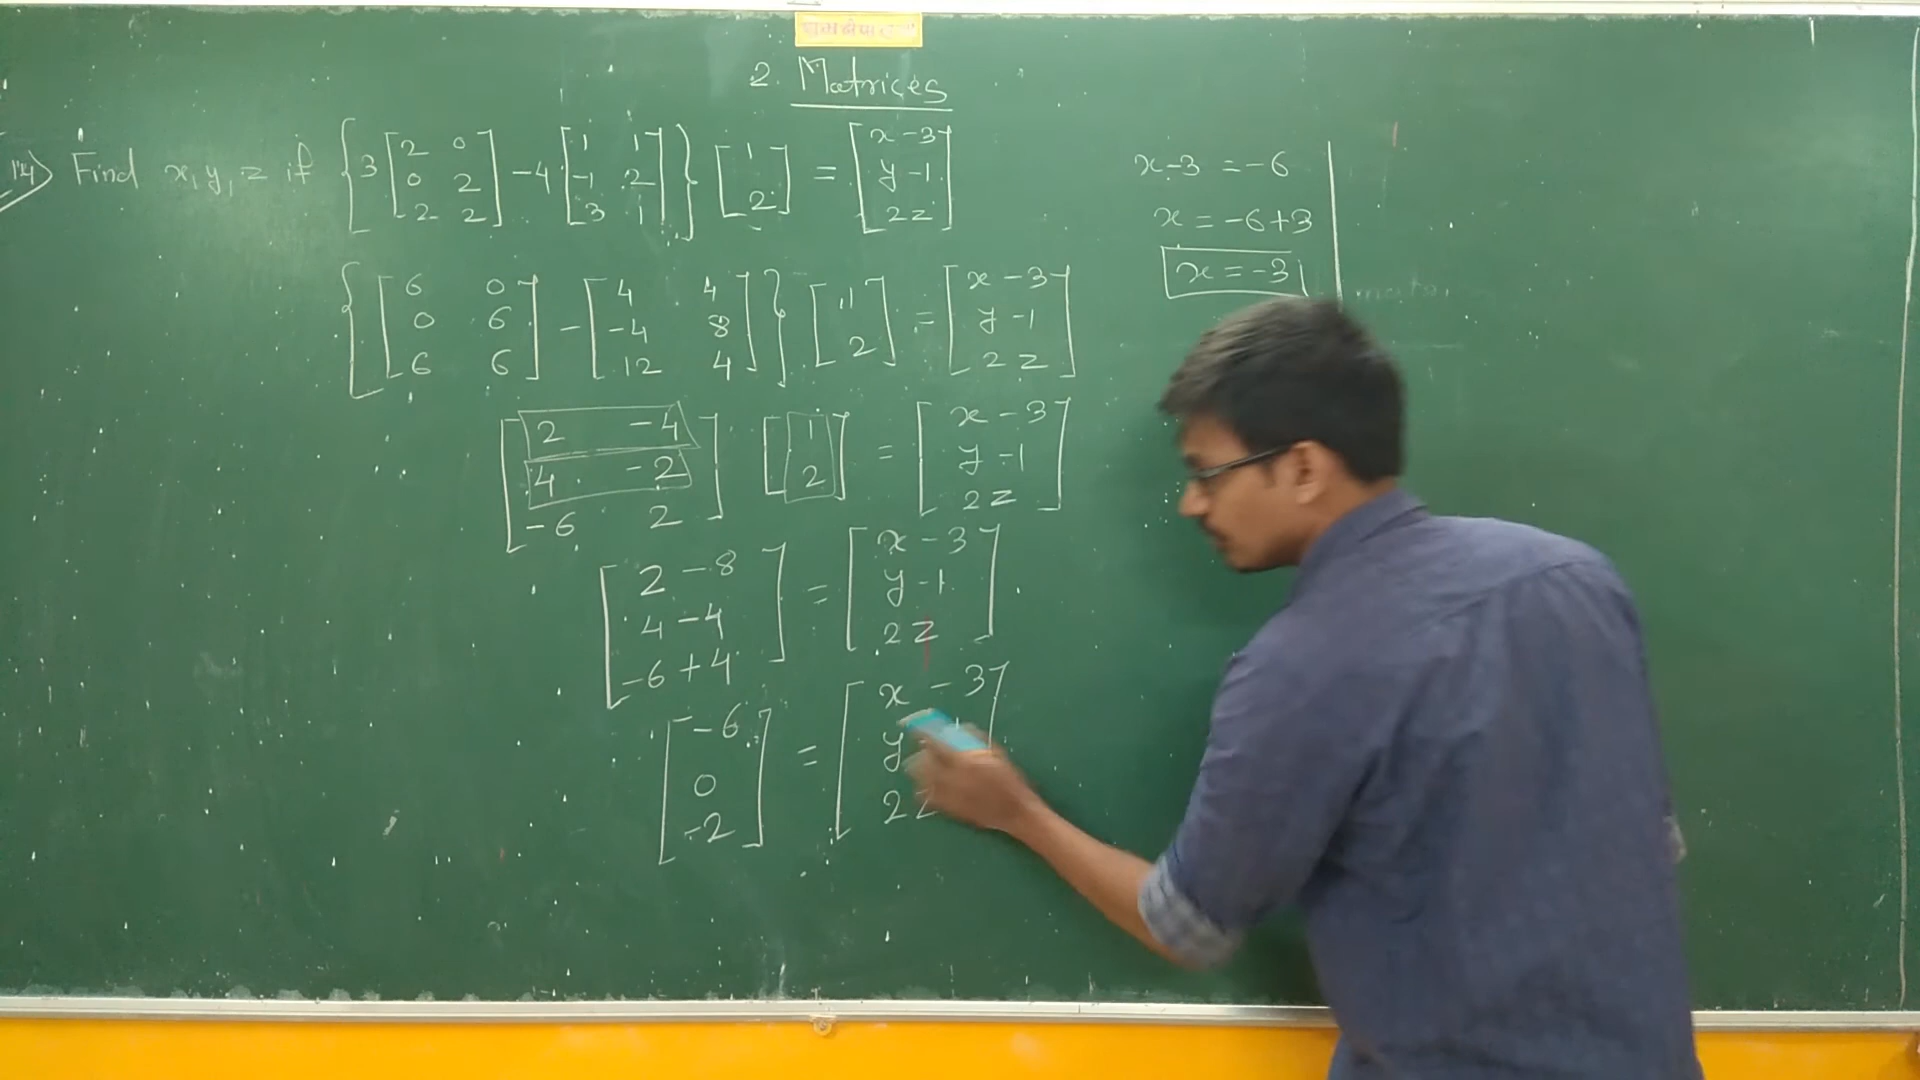 2. Matrices
14) Find x, y, z if { 3 [ 2 0 ; 0 2 ; 2 2 ] - 4 [ 1 1 ; -1 2 ; 3 1 ] } [ 1 ; 2 ] = [ x - 3 ; y - 1 ; 2z ]
{ [ 6 0 ; 0 6 ; 6 6 ] - [ 4 4 ; -4 8 ; 12 4 ] } [ 1 ; 2 ] = [ x - 3 ; y - 1 ; 2z ]
[ 2 -4 ; 4 -2 ; -6 2 ] [ 1 ; 2 ] = [ x - 3 ; y - 1 ; 2z ]
[ 2 - 8 ; 4 - 4 ; -6 + 4 ] = [ x - 3 ; y - 1 ; 2z ]
[ -6 ; 0 ; -2 ] = [ x - 3 ; y ; 2z ]
x - 3 = -6
x = -6 + 3
x = -3